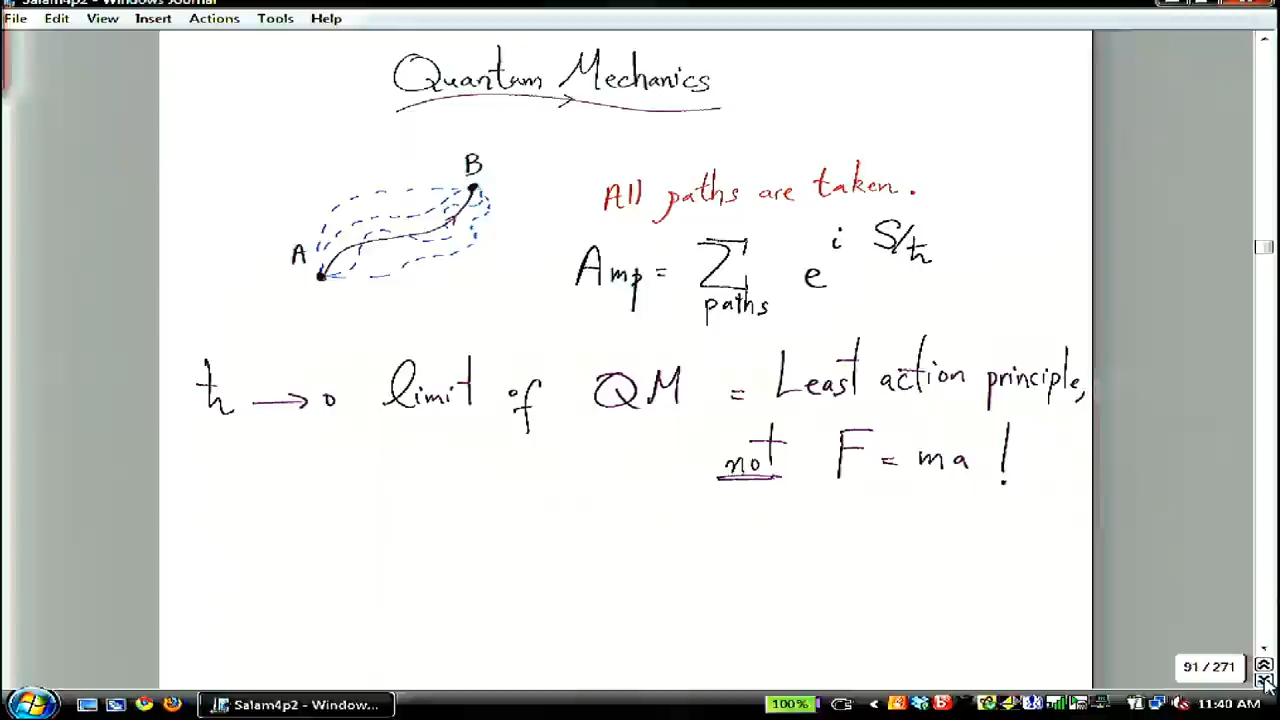 Salam4p2 - Windows Journal
File Edit View Insert Actions Tools Help
Quantum Mechanics
B
A
All paths are taken.
Amp = ∑ e^{i S/ħ}
paths
ħ → 0 limit of QM = Least action principle,
not F = ma !
91 / 271
Salam4p2 - Window...
100%
11:40 AM